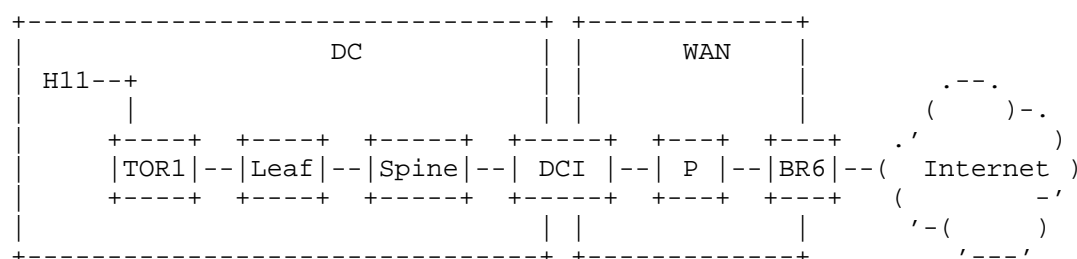 DC WAN
H11
TOR1 Leaf Spine DCI P BR6 Internet